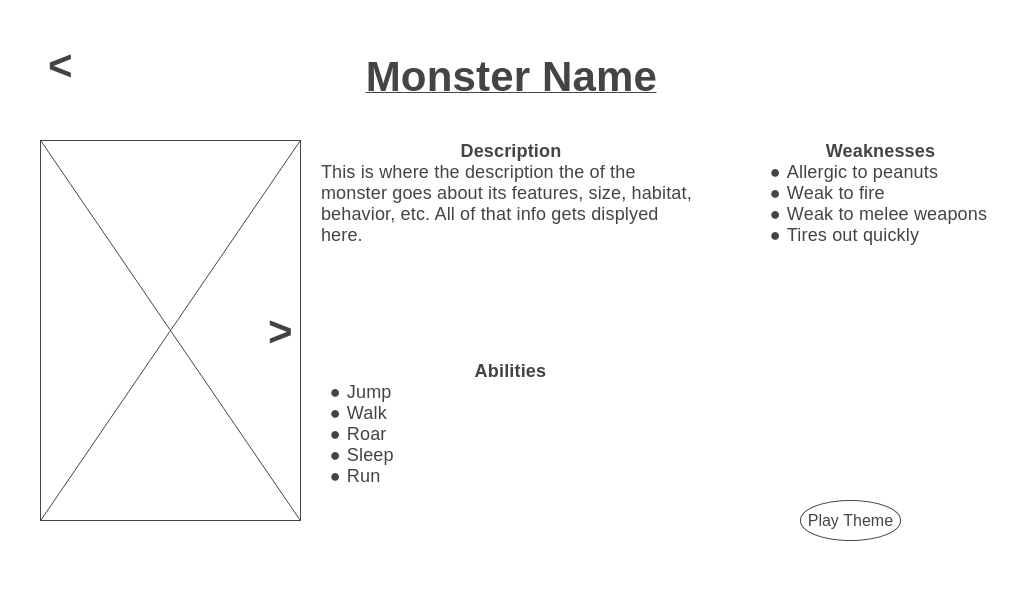 <
Monster Name
Description
This is where the description the of the
monster goes about its features, size, habitat,
behavior, etc. All of that info gets displyed
here.
Weaknesses
● Allergic to peanuts
● Weak to fire
● Weak to melee weapons
● Tires out quickly
>
Abilities
● Jump
● Walk
● Roar
● Sleep
● Run
Play Theme